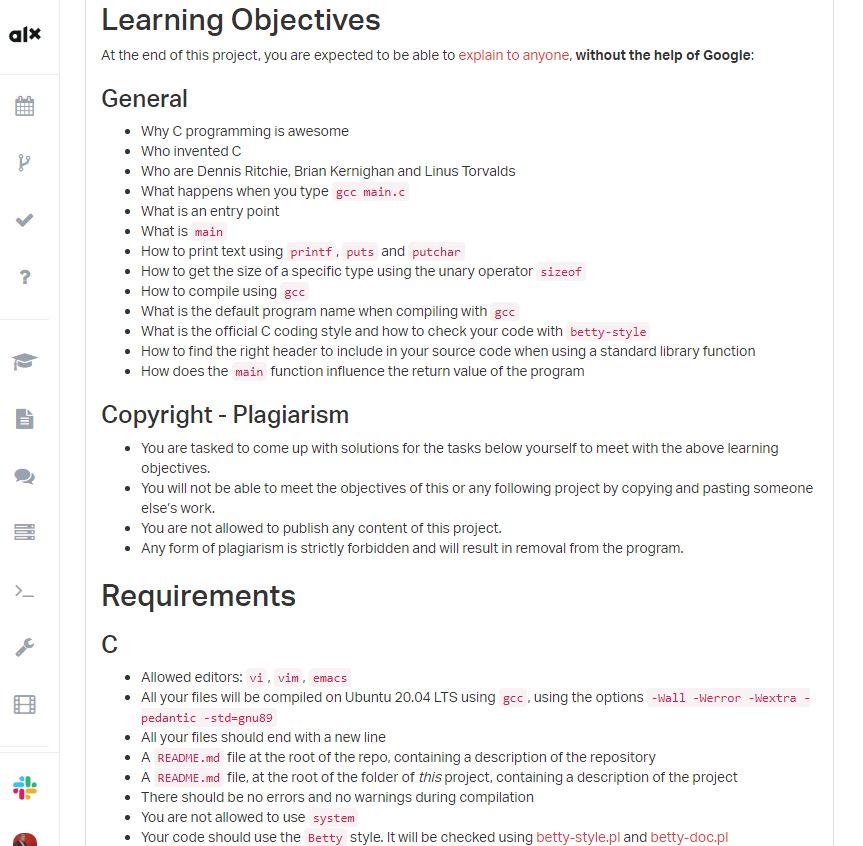 alx
Learning Objectives
At the end of this project, you are expected to be able to explain to anyone, without the help of Google:
General
Why C programming is awesome
Who invented C
Who are Dennis Ritchie, Brian Kernighan and Linus Torvalds
What happens when you type gcc main.c
What is an entry point
What is main
How to print text using printf, puts and putchar
How to get the size of a specific type using the unary operator sizeof
How to compile using gcc
What is the default program name when compiling with gcc
What is the official C coding style and how to check your code with betty-style
How to find the right header to include in your source code when using a standard library function
How does the main function influence the return value of the program
Copyright - Plagiarism
You are tasked to come up with solutions for the tasks below yourself to meet with the above learning
objectives.
You will not be able to meet the objectives of this or any following project by copying and pasting someone
else's work.
You are not allowed to publish any content of this project.
Any form of plagiarism is strictly forbidden and will result in removal from the program.
Requirements
C
Allowed editors: vi, vim, emacs
All your files will be compiled on Ubuntu 20.04 LTS using gcc, using the options -Wall -Werror -Wextra -
pedantic -std=gnu89
All your files should end with a new line
A README.md file at the root of the repo, containing a description of the repository
A README.md file, at the root of the folder of this project, containing a description of the project
There should be no errors and no warnings during compilation
You are not allowed to use system
Your code should use the Betty style. It will be checked using betty-style.pl and betty-doc.pl